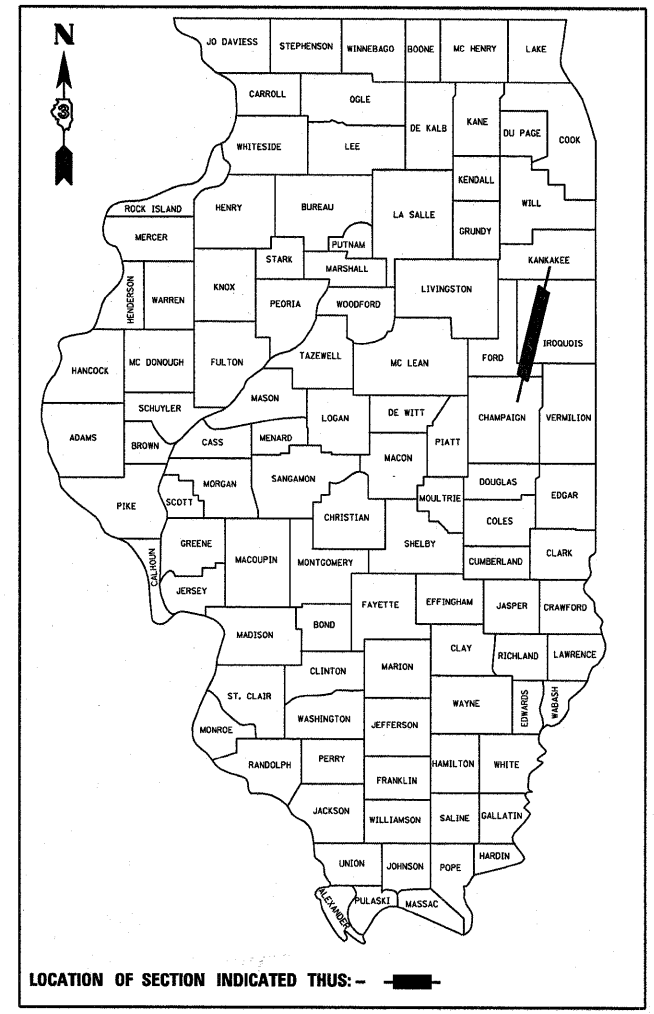 JO DAVIESS
STEPHENSON
WINNEBAGO
BOONE
MC HENRY
LAKE
N
CARROLL
OGLE
DE KALB
KANE
DU PAGE
COOK
WHITESIDE
LEE
KENDALL
ROCK ISLAND
HENRY
BUREAU
LA SALLE
WILL
MERCER
PUTNAM
GRUNDY
STARK
MARSHALL
KANKAKEE
HENDERSON
WARREN
KNOX
PEORIA
WOODFORD
LIVINGSTON
IROQUOIS
HANCOCK
MC DONOUGH
FULTON
TAZEWELL
MC LEAN
FORD
MASON
SCHUYLER
LOGAN
DE WITT
CHAMPAIGN
VERMILION
ADAMS
BROWN
CASS
MENARD
MACON
PIATT
MORGAN
SANGAMON
DOUGLAS
EDGAR
PIKE
SCOTT
MOULTRIE
CHRISTIAN
COLES
GREENE
MACOUPIN
SHELBY
CALHOUN
MONTGOMERY
CUMBERLAND
CLARK
JERSEY
FAYETTE
EFFINGHAM
JASPER
CRAWFORD
MADISON
BOND
CLAY
MARION
RICHLAND
LAWRENCE
CLINTON
ST. CLAIR
WAYNE
EDWARDS
WABASH
MONROE
WASHINGTON
JEFFERSON
RANDOLPH
PERRY
HAMILTON
WHITE
FRANKLIN
JACKSON
WILLIAMSON
SALINE
GALLATIN
UNION
JOHNSON
POPE
HARDIN
ALEXANDER
PULASKI
MASSAC
LOCATION OF SECTION INDICATED THUS: -